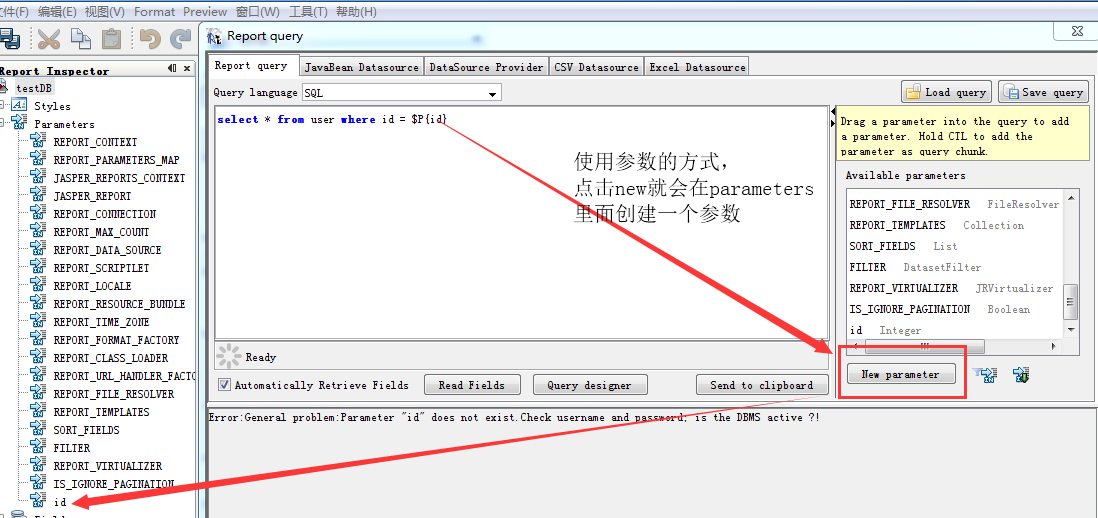 文件(F) 编辑(E) 视图(V) Format Preview 窗口(W) 工具(T) 帮助(H)
Report Inspector
testDB
Styles
Parameters
REPORT_CONTEXT
REPORT_PARAMETERS_MAP
JASPER_REPORTS_CONTEXT
JASPER_REPORT
REPORT_CONNECTION
REPORT_MAX_COUNT
REPORT_DATA_SOURCE
REPORT_SCRIPTLET
REPORT_LOCALE
REPORT_RESOURCE_BUNDLE
REPORT_TIME_ZONE
REPORT_FORMAT_FACTORY
REPORT_CLASS_LOADER
REPORT_URL_HANDLER_FACTO
REPORT_FILE_RESOLVER
REPORT_TEMPLATES
SORT_FIELDS
FILTER
REPORT_VIRTUALIZER
IS_IGNORE_PAGINATION
id
Report query
Report query JavaBean Datasource DataSource Provider CSV Datasource Excel Datasource
Query language SQL Load query Save query
select * from user where id = $P{id}
使用参数的方式，
点击new就会在parameters
里面创建一个参数
Drag a parameter into the query to add
a parameter. Hold CTL to add the
parameter as query chunk.
Available parameters
REPORT_FILE_RESOLVER FileResolver
REPORT_TEMPLATES Collection
SORT_FIELDS List
FILTER DatasetFilter
REPORT_VIRTUALIZER JRVirtualizer
IS_IGNORE_PAGINATION Boolean
id Integer
Ready
New parameter
Automatically Retrieve Fields Read Fields Query designer Send to clipboard
Error:General problem:Parameter "id" does not exist.Check username and password; is the DBMS active ?!